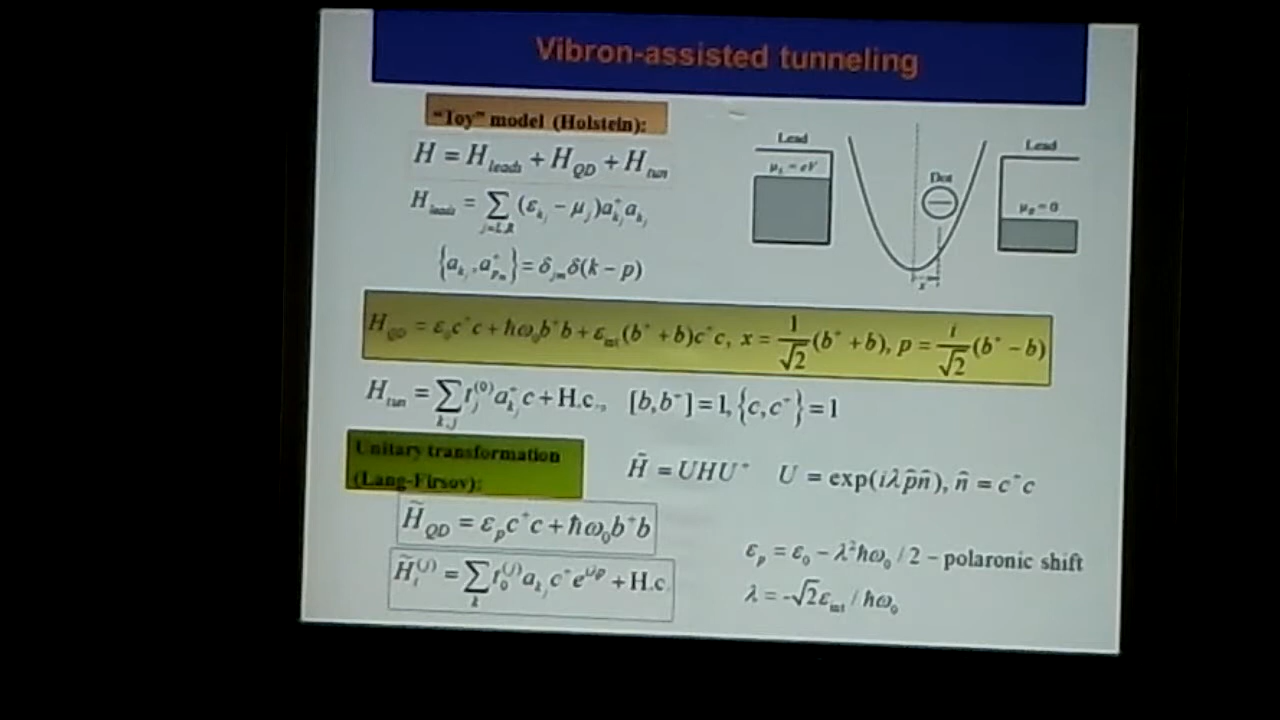 Vibron-assisted tunneling
“Toy” model (Holstein):
H = H_leads + H_QD + H_tun
H_leads = ∑_{j=L,R} (ε_{k_j} − μ_j) a⁺_{k_j} a_{k_j}
{a_{k_j}, a⁺_{p_m}} = δ_{jm} δ(k − p)
Lead
μ_L = eV
Dot
x
Lead
μ_R = 0
H_QD = ε_0 c⁺c + ħω_0 b⁺b + ε_int (b⁺ + b) c⁺c, x = 1/√2 (b⁺ + b), p = i/√2 (b⁺ − b)
H_tun = ∑_{k,j} t_j^{(0)} a⁺_{k_j} c + H.c., [b,b⁺] = 1, {c,c⁺} = 1
Unitary transformation
(Lang-Firsov):
H̃ = UHU⁺ U = exp(iλp̂n̂), n̂ = c⁺c
H̃_QD = ε_p c⁺c + ħω_0 b⁺b
H̃_t^{(j)} = ∑_k t_0^{(j)} a_{k_j} c⁺ e^{iλp} + H.c.
ε_p = ε_0 − λ²ħω_0 / 2 – polaronic shift
λ = -√2 ε_int / ħω_0